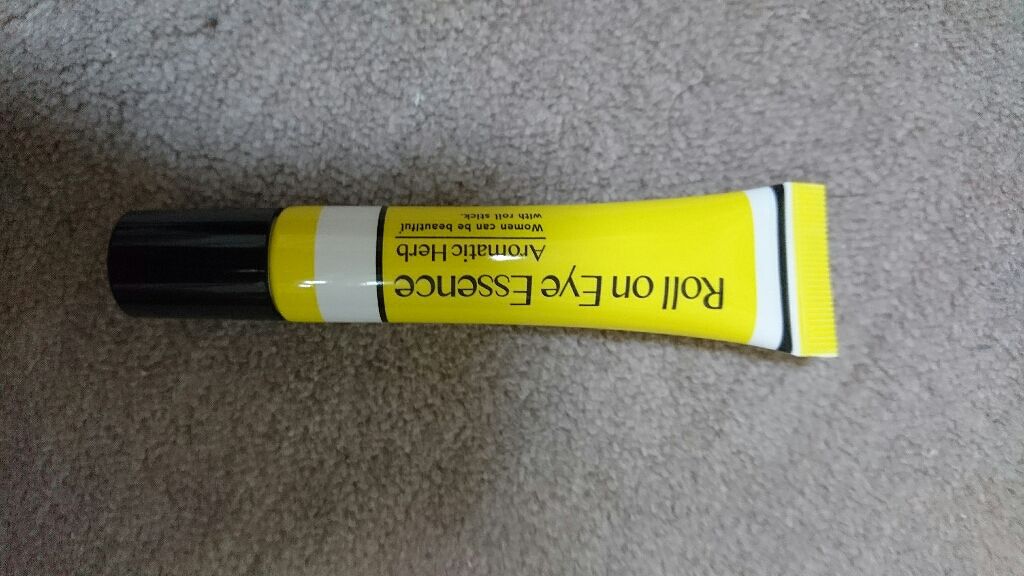 Roll on Eye Essence
Aromatic Herb
Women can be beautiful
with roll stick.